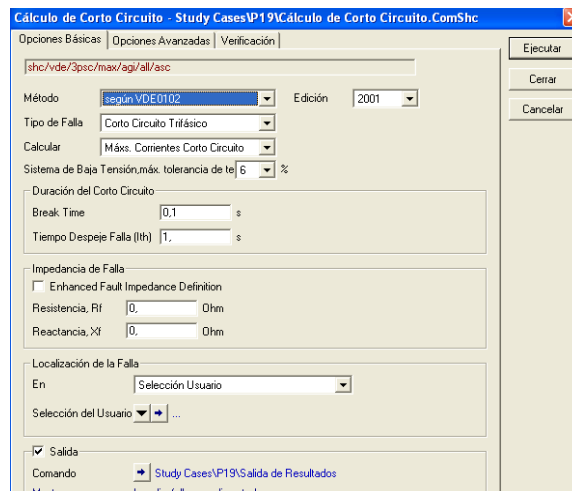 Cálculo de Corto Circuito - Study Cases\P19\Cálculo de Corto Circuito.ComShc
Opciones Básicas Opciones Avanzadas Verificación
Ejecutar
shc/vde/3psc/max/agi/all/asc
Cerrar
Método según VDE0102 Edición 2001
Cancelar
Tipo de Falla Corto Circuito Trifásico
Calcular Máxs. Corrientes Corto Circuito
Sistema de Baja Tensión,máx. tolerancia de te 6 %
Duración del Corto Circuito
Break Time 0,1 s
Tiempo Despeje Falla (Ith) 1, s
Impedancia de Falla
Enhanced Fault Impedance Definition
Resistencia, Rf 0, Ohm
Reactancia, Xf 0, Ohm
Localización de la Falla
En Selección Usuario
Selección del Usuario ...
Salida
Comando Study Cases\P19\Salida de Resultados